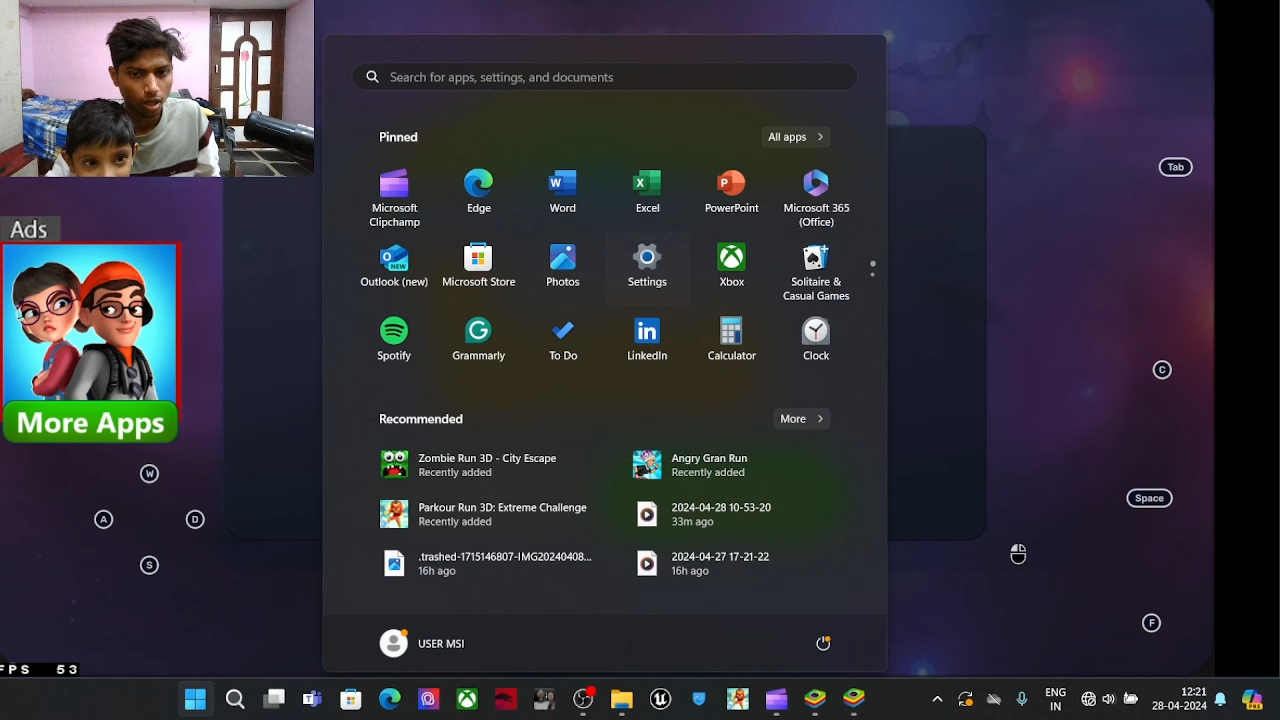 Search for apps, settings, and documents
Pinned
All apps
Microsoft Clipchamp
Edge
Word
Excel
PowerPoint
Microsoft 365 (Office)
Outlook (new)
Microsoft Store
Photos
Settings
Xbox
Solitaire & Casual Games
Spotify
Grammarly
To Do
LinkedIn
Calculator
Clock
Recommended
More
Zombie Run 3D - City Escape
Recently added
Angry Gran Run
Recently added
Parkour Run 3D: Extreme Challenge
Recently added
2024-04-28 10-53-20
33m ago
.trashed-1715146807-IMG20240408...
16h ago
2024-04-27 17-21-22
16h ago
USER MSI
Ads
More Apps
W
A
D
S
Tab
C
Space
F
FPS 53
ENG
IN
12:21
28-04-2024